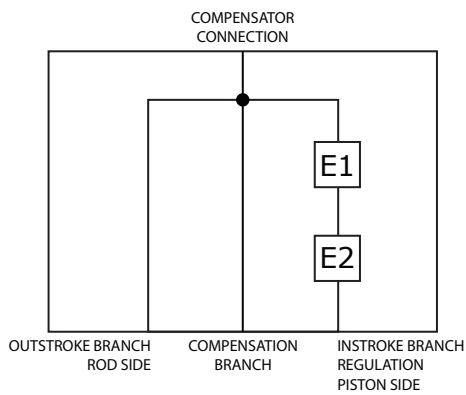 COMPENSATOR
CONNECTION
E1
E2
OUTSTROKE BRANCH
ROD SIDE
COMPENSATION
BRANCH
INSTROKE BRANCH
REGULATION
PISTON SIDE